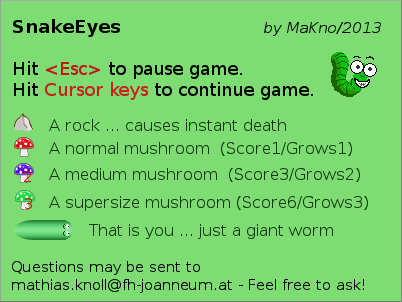 SnakeEyes by MaKno/2013
Hit <Esc> to pause game.
Hit Cursor keys to continue game.
A rock ... causes instant death
A normal mushroom (Score1/Grows1)
2 A medium mushroom (Score3/Grows2)
3 A supersize mushroom (Score6/Grows3)
That is you ... just a giant worm
Questions may be sent to
mathias.knoll@fh-joanneum.at - Feel free to ask!